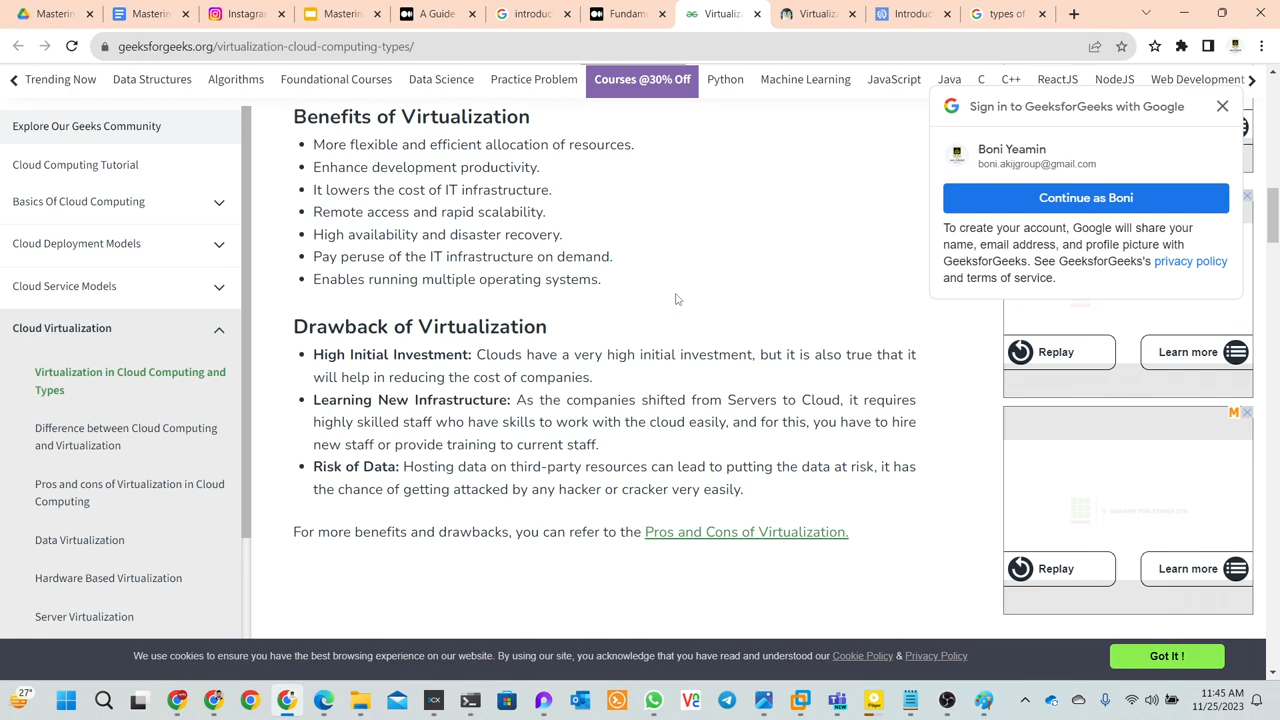 Masterin
Masterin
Instagra
Masterin
A Guide
introduc
Fundam
Virtualiz
Virtualiz
Introduc
types of
geeksforgeeks.org/virtualization-cloud-computing-types/
Trending Now
Data Structures
Algorithms
Foundational Courses
Data Science
Practice Problem
Courses @30% Off
Python
Machine Learning
JavaScript
Java
C
C++
ReactJS
NodeJS
Web Development
Explore Our Geeks Community
Cloud Computing Tutorial
Basics Of Cloud Computing
Cloud Deployment Models
Cloud Service Models
Cloud Virtualization
Virtualization in Cloud Computing and
Types
Difference between Cloud Computing
and Virtualization
Pros and cons of Virtualization in Cloud
Computing
Data Virtualization
Hardware Based Virtualization
Server Virtualization
Benefits of Virtualization
More flexible and efficient allocation of resources.
Enhance development productivity.
It lowers the cost of IT infrastructure.
Remote access and rapid scalability.
High availability and disaster recovery.
Pay peruse of the IT infrastructure on demand.
Enables running multiple operating systems.
Drawback of Virtualization
High Initial Investment: Clouds have a very high initial investment, but it is also true that it
will help in reducing the cost of companies.
Learning New Infrastructure: As the companies shifted from Servers to Cloud, it requires
highly skilled staff who have skills to work with the cloud easily, and for this, you have to hire
new staff or provide training to current staff.
Risk of Data: Hosting data on third-party resources can lead to putting the data at risk, it has
the chance of getting attacked by any hacker or cracker very easily.
For more benefits and drawbacks, you can refer to the Pros and Cons of Virtualization.
Sign in to GeeksforGeeks with Google
Boni Yeamin
boni.akijgroup@gmail.com
Continue as Boni
To create your account, Google will share your
name, email address, and profile picture with
GeeksforGeeks. See GeeksforGeeks's privacy policy
and terms of service.
Replay
Learn more
Replay
Learn more
We use cookies to ensure you have the best browsing experience on our website. By using our site, you acknowledge that you have read and understood our Cookie Policy & Privacy Policy
Got It !
27°
11:45 AM
11/25/2023